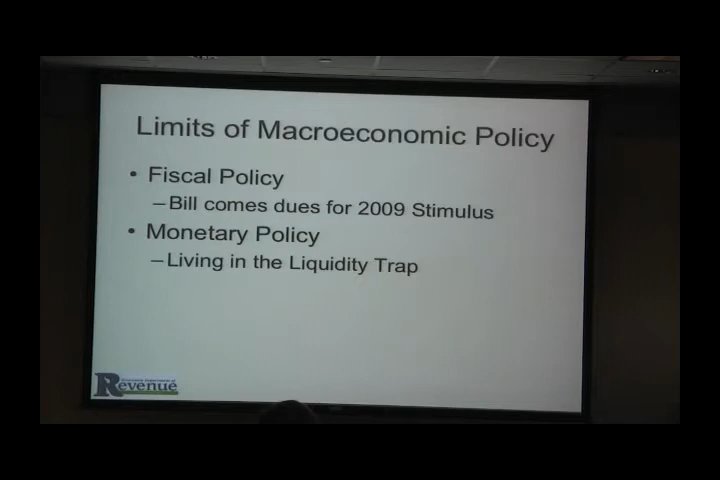 Limits of Macroeconomic Policy
• Fiscal Policy
–Bill comes dues for 2009 Stimulus
• Monetary Policy
–Living in the Liquidity Trap
Revenue